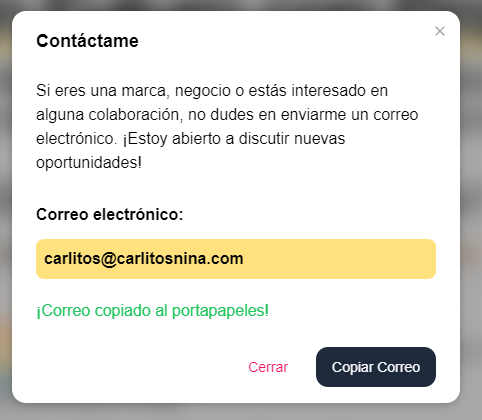 Contáctame
Si eres una marca, negocio o estás interesado en
alguna colaboración, no dudes en enviarme un correo
electrónico. ¡Estoy abierto a discutir nuevas
oportunidades!
Correo electrónico:
carlitos@carlitosnina.com
¡Correo copiado al portapapeles!
Cerrar
Copiar Correo